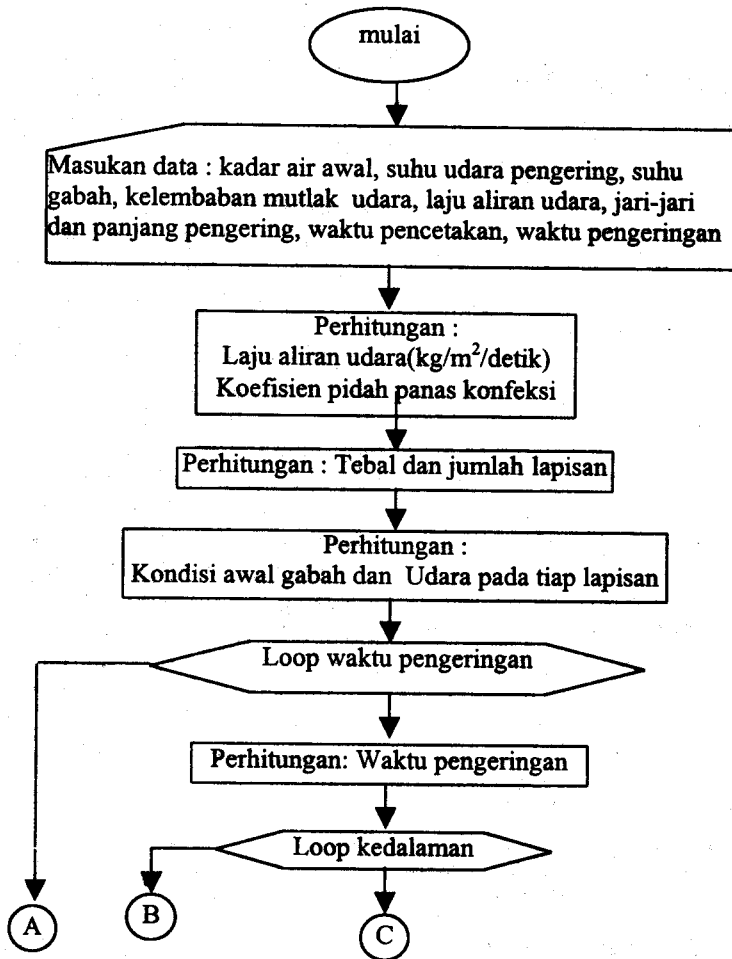 mulai
Masukan data : kadar air awal, suhu udara pengering, suhu
gabah, kelembaban mutlak udara, laju aliran udara, jari-jari
dan panjang pengering, waktu pencetakan, waktu pengeringan
Perhitungan :
Laju aliran udara(kg/m²/detik)
Koefisien pidah panas konfeksi
Perhitungan : Tebal dan jumlah lapisan
Perhitungan :
Kondisi awal gabah dan Udara pada tiap lapisan
Loop waktu pengeringan
Perhitungan: Waktu pengeringan
Loop kedalaman
A
B
C